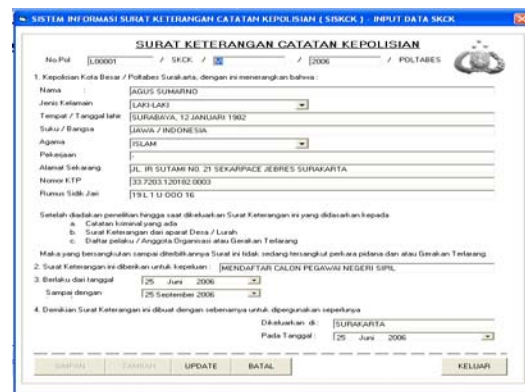 SISTEM INFORMASI SURAT KETERANGAN CATATAN KEPOLISIAN ( SISKCK ) - INPUT DATA SKCK
SURAT KETERANGAN CATATAN KEPOLISIAN
No.Pol L00001 / SKCK / / 2006 / POLTABES
1. Kepolisian Kota Besar / Poltabes Surakarta, dengan ini menerangkan bahwa :
Nama : AGUS SUMARNO
Jenis Kelamin LAKI-LAKI
Tempat / Tanggal lahir SURABAYA, 12 JANUARI 1982
Suku / Bangsa JAWA / INDONESIA
Agama ISLAM
Pekerjaan -
Alamat Sekarang JL. IR SUTAMI NO. 21 SEKARPACE JEBRES SURAKARTA
Nomor KTP 33.7203.120182.0003
Rumus Sidik Jari 19 L 1 U 000 16
Setelah diadakan penelitian hingga saat dikeluarkan Surat Keterangan ini yang didasarkan kepada
a. Catatan kriminal yang ada
b. Surat Keterangan dari aparat Desa / Lurah
c. Daftar pelaku / Anggota Organisasi atau Gerakan Terlarang
Maka yang bersangkutan sampai diterbitkannya Surat ini tidak sedang tersangkut perkara pidana dan atau Gerakan Terlarang.
2. Surat Keterangan ini diberikan untuk keperluan : MENDAFTAR CALON PEGAWAI NEGERI SIPIL
3. Berlaku dari tanggal 25 Juni 2006
Sampai dengan 25 September 2006
4. Demikian Surat Keterangan ini dibuat dengan sebenarnya untuk dipergunakan seperlunya
Dikeluarkan di : SURAKARTA
Pada Tanggal : 25 Juni 2006
SIMPAN TAMBAH UPDATE BATAL KELUAR